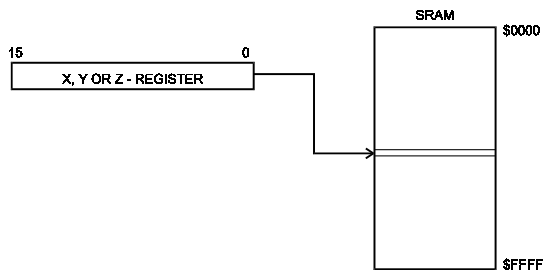 SRAM
$0000
15 0
X, Y OR Z - REGISTER
$FFFF